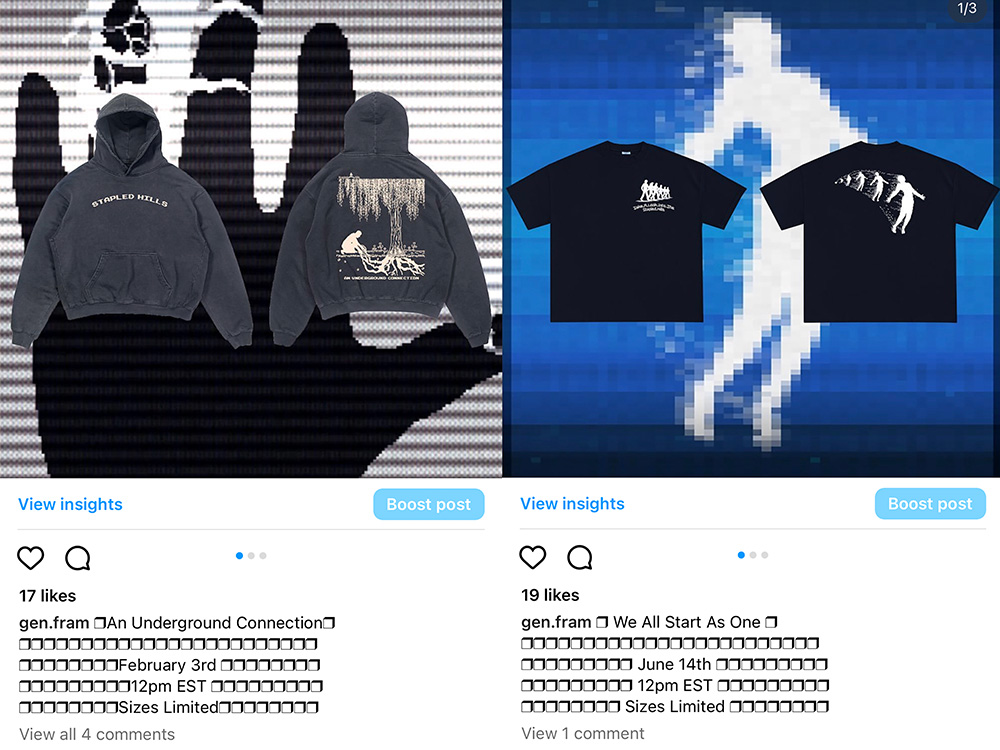 1/3
STAPLED HILLS
AN UNDERGROUND CONNECTION
View insights
Boost post
17 likes
gen.fram ❐An Underground Connection❐
❐❐❐❐❐❐❐❐❐❐❐❐❐❐❐❐❐❐❐❐❐❐❐❐
❐❐❐❐❐❐❐❐February 3rd ❐❐❐❐❐❐❐❐
❐❐❐❐❐❐❐❐❐12pm EST ❐❐❐❐❐❐❐❐❐
❐❐❐❐❐❐❐❐Sizes Limited❐❐❐❐❐❐❐❐
View all 4 comments
View insights
Boost post
19 likes
gen.fram ❐ We All Start As One ❐
❐❐❐❐❐❐❐❐❐❐❐❐❐❐❐❐❐❐❐❐❐❐❐❐
❐❐❐❐❐❐❐❐❐ June 14th ❐❐❐❐❐❐❐❐❐
❐❐❐❐❐❐❐❐❐ 12pm EST ❐❐❐❐❐❐❐❐❐
❐❐❐❐❐❐❐❐ Sizes Limited ❐❐❐❐❐❐❐❐
View 1 comment